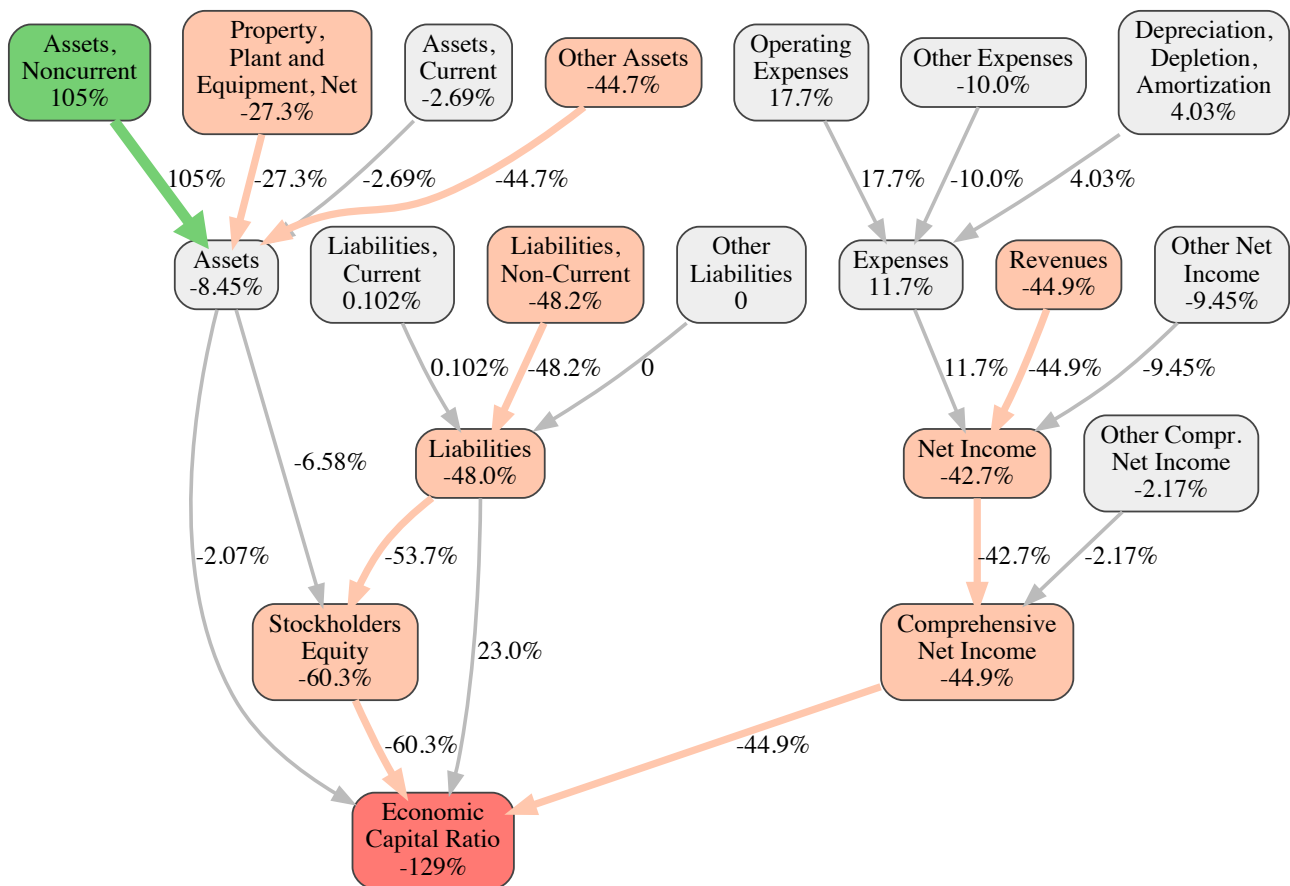 Assets,
Noncurrent
105%
Property,
Plant and
Equipment, Net
-27.3%
Assets,
Current
-2.69%
Other Assets
-44.7%
Operating
Expenses
17.7%
Other Expenses
-10.0%
Depreciation,
Depletion,
Amortization
4.03%
105%
-27.3%
-2.69%
-44.7%
17.7%
-10.0%
4.03%
Assets
-8.45%
Liabilities,
Current
0.102%
Liabilities,
Non-Current
-48.2%
Other
Liabilities
0
Expenses
11.7%
Revenues
-44.9%
Other Net
Income
-9.45%
0.102%
-48.2%
0
11.7%
-44.9%
-9.45%
Liabilities
-48.0%
Net Income
-42.7%
Other Compr.
Net Income
-2.17%
-6.58%
-2.07%
-53.7%
-42.7%
-2.17%
Stockholders
Equity
-60.3%
23.0%
Comprehensive
Net Income
-44.9%
-60.3%
-44.9%
Economic
Capital Ratio
-129%